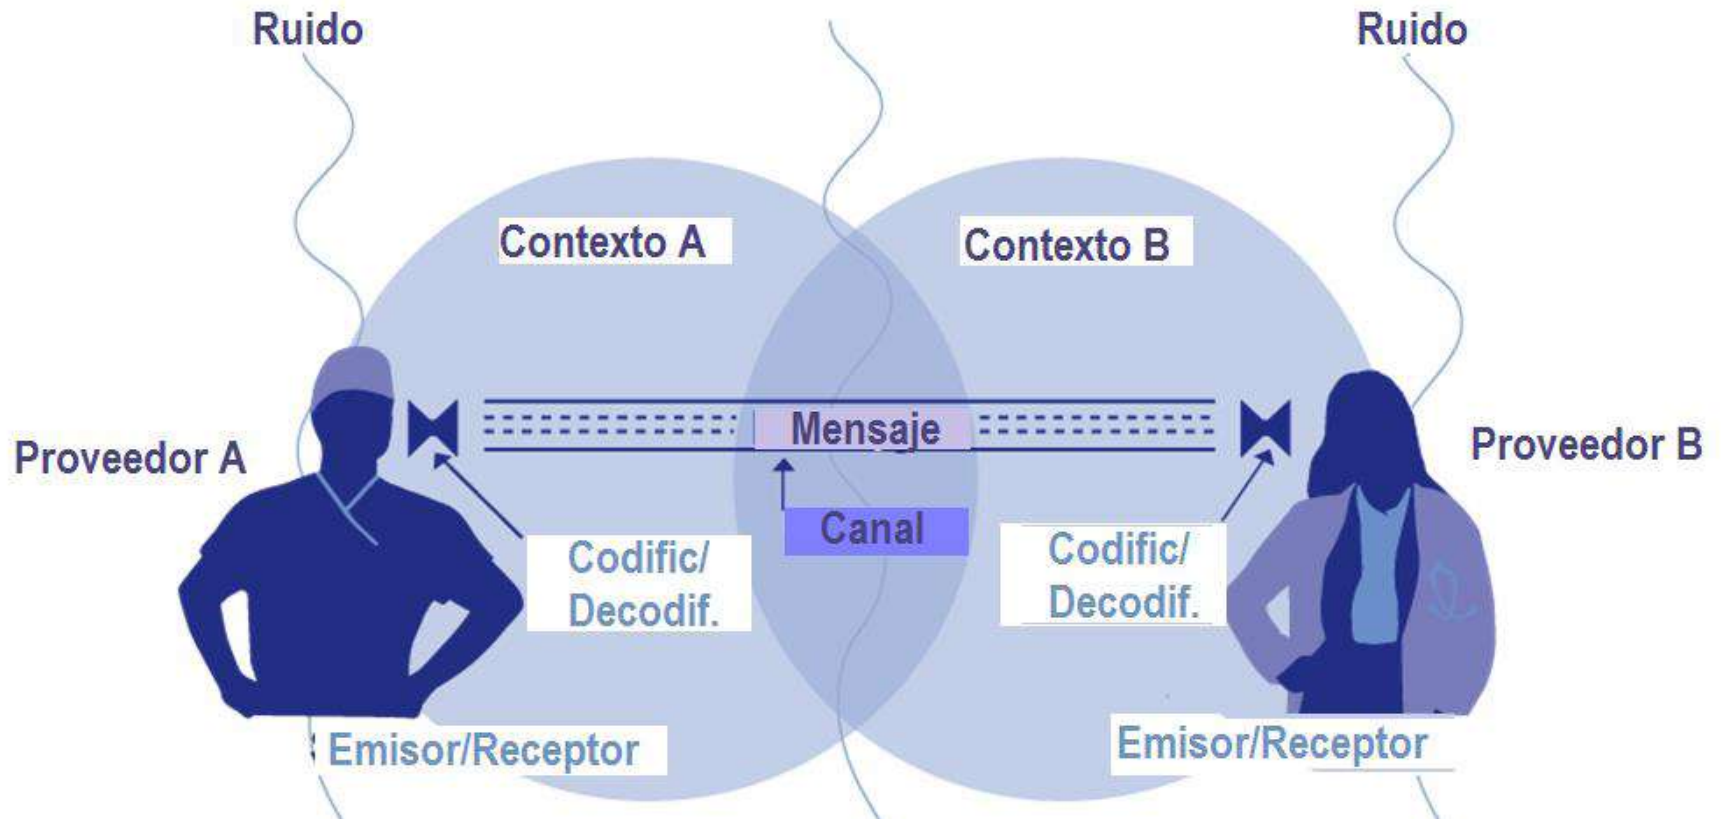 Ruido
Ruido
Contexto A
Contexto B
Mensaje
Proveedor A
Proveedor B
Canal
Codific/
Decodif.
Codific/
Decodif.
Emisor/Receptor
Emisor/Receptor